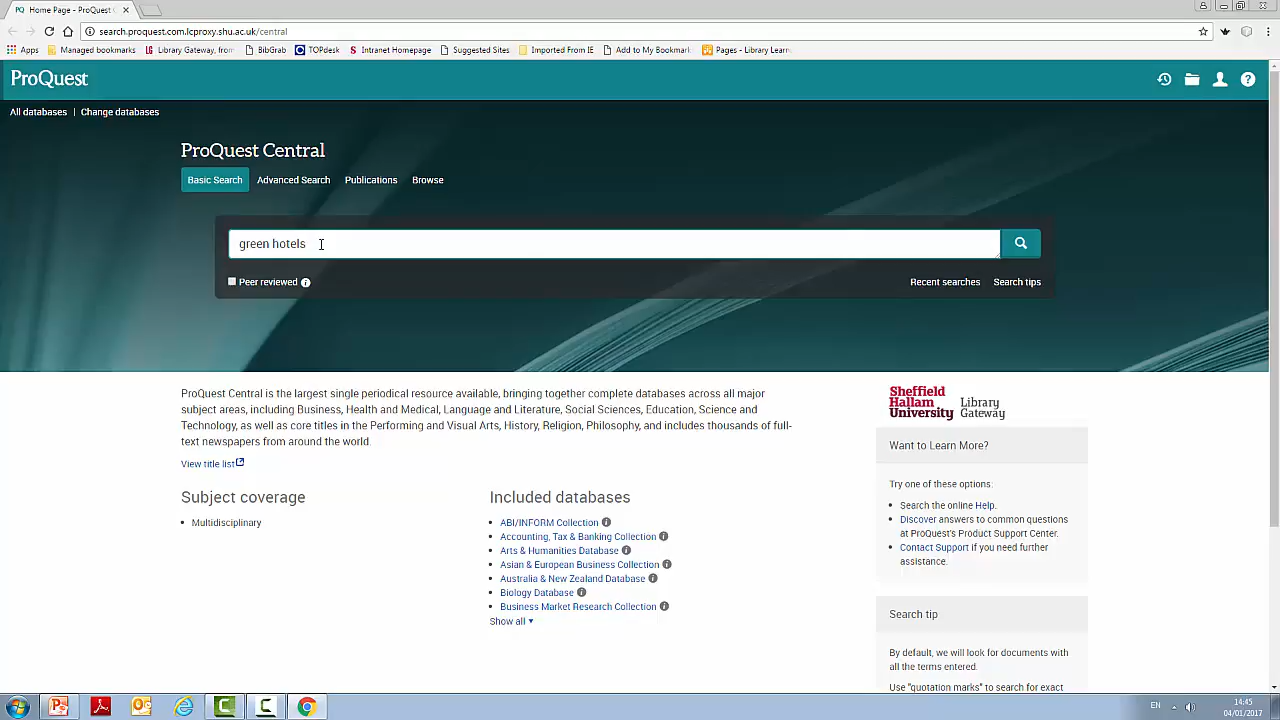 PQ Home Page - ProQuest C
search.proquest.com.lcproxy.shu.ac.uk/central
Apps Managed bookmarks LG Library Gateway, from BibGrab TOPdesk Intranet Homepage Suggested Sites Imported From IE Add to My Bookmark Pages - Library Learn
ProQuest
All databases | Change databases
ProQuest Central
Basic Search Advanced Search Publications Browse
green hotels
Peer reviewed Recent searches Search tips
ProQuest Central is the largest single periodical resource available, bringing together complete databases across all major
subject areas, including Business, Health and Medical, Language and Literature, Social Sciences, Education, Science and
Technology, as well as core titles in the Performing and Visual Arts, History, Religion, Philosophy, and includes thousands of full-
text newspapers from around the world.
View title list
Subject coverage
• Multidisciplinary
Included databases
• ABI/INFORM Collection
• Accounting, Tax & Banking Collection
• Arts & Humanities Database
• Asian & European Business Collection
• Australia & New Zealand Database
• Biology Database
• Business Market Research Collection
Show all
Sheffield
Hallam
University
Library
Gateway
Want to Learn More?
Try one of these options:
• Search the online Help.
• Discover answers to common questions
at ProQuest's Product Support Center.
• Contact Support if you need further
assistance.
Search tip
By default, we will look for documents with
all the terms entered.
Use "quotation marks" to search for exact
EN
14:45
04/01/2017